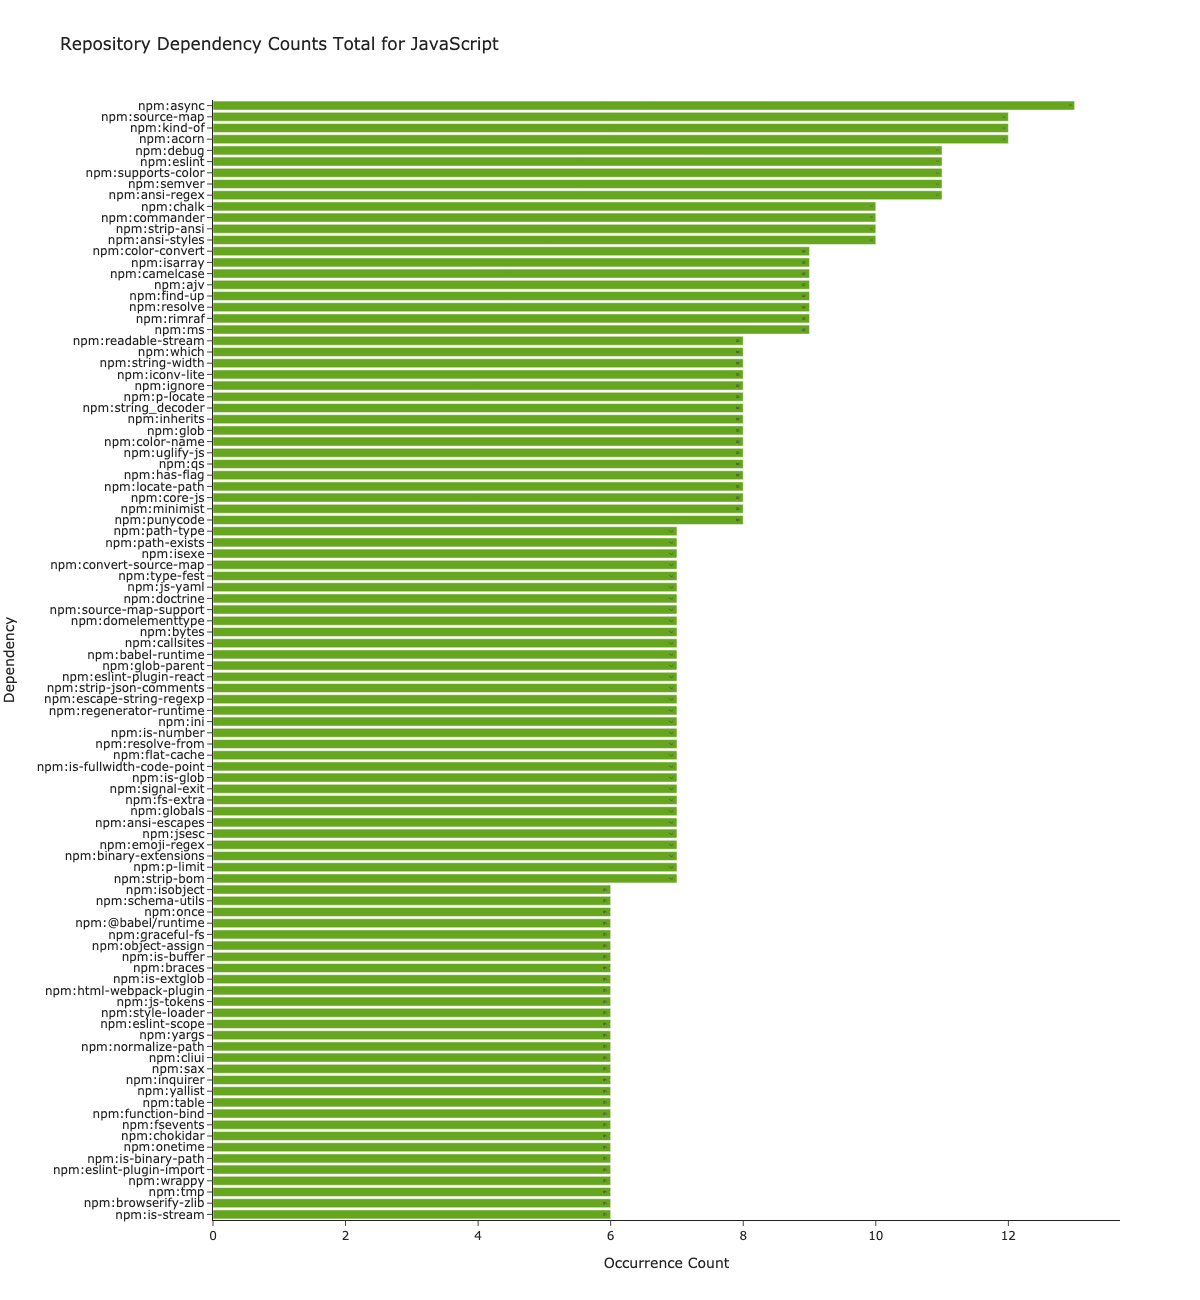 Repository Dependency Counts Total for JavaScript
npm:async
npm:source-map
npm:kind-of
npm:acorn
npm:debug
npm:eslint
npm:supports-color
npm:semver
npm:ansi-regex
npm:chalk
npm:commander
npm:strip-ansi
npm:ansi-styles
npm:color-convert
npm:isarray
npm:camelcase
npm:ajv
npm:find-up
npm:resolve
npm:rimraf
npm:ms
npm:readable-stream
npm:which
npm:string-width
npm:iconv-lite
npm:ignore
npm:p-locate
npm:string_decoder
npm:inherits
npm:glob
npm:color-name
npm:uglify-js
npm:qs
npm:has-flag
npm:locate-path
npm:core-js
npm:minimist
npm:punycode
npm:path-type
npm:path-exists
npm:isexe
npm:convert-source-map
npm:type-fest
npm:js-yaml
npm:doctrine
npm:source-map-support
npm:domelementtype
npm:bytes
npm:callsites
npm:babel-runtime
npm:glob-parent
npm:eslint-plugin-react
npm:strip-json-comments
npm:escape-string-regexp
npm:regenerator-runtime
npm:ini
npm:is-number
npm:resolve-from
npm:flat-cache
npm:is-fullwidth-code-point
npm:is-glob
npm:signal-exit
npm:fs-extra
npm:globals
npm:ansi-escapes
npm:jsesc
npm:emoji-regex
npm:binary-extensions
npm:p-limit
npm:strip-bom
npm:isobject
npm:schema-utils
npm:once
npm:@babel/runtime
npm:graceful-fs
npm:object-assign
npm:is-buffer
npm:braces
npm:is-extglob
npm:html-webpack-plugin
npm:js-tokens
npm:style-loader
npm:eslint-scope
npm:yargs
npm:normalize-path
npm:cliui
npm:sax
npm:inquirer
npm:yallist
npm:table
npm:function-bind
npm:fsevents
npm:chokidar
npm:onetime
npm:is-binary-path
npm:eslint-plugin-import
npm:wrappy
npm:tmp
npm:browserify-zlib
npm:is-stream
Dependency
0 2 4 6 8 10 12
Occurrence Count